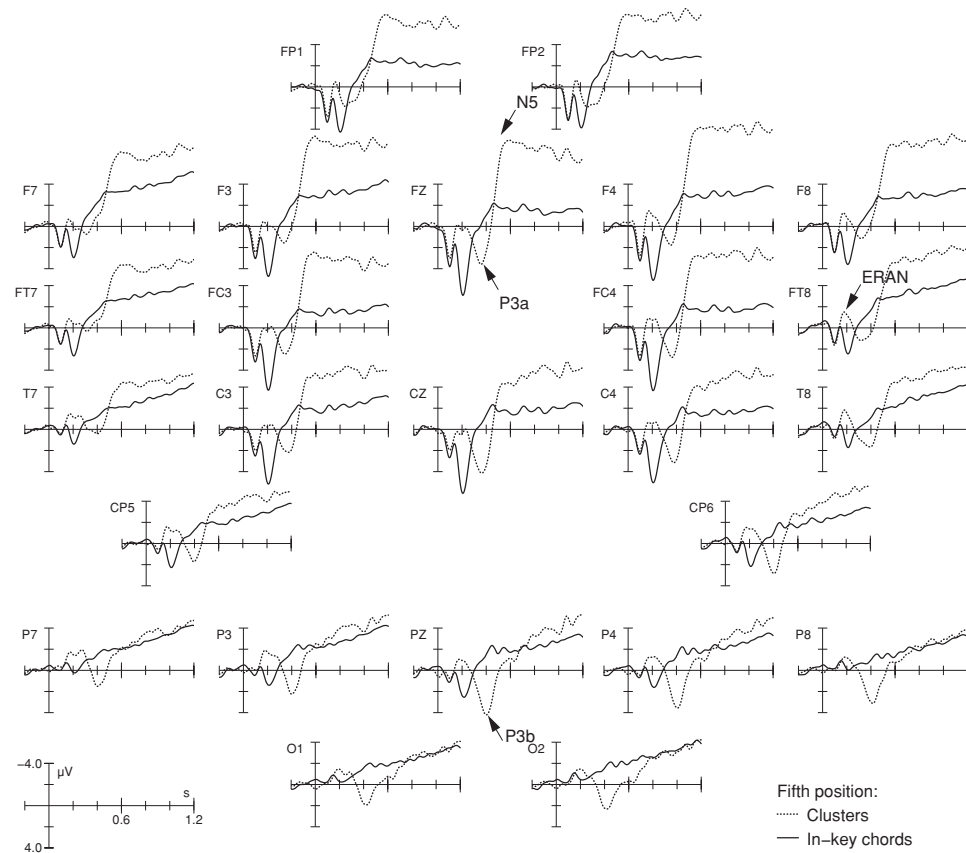 FP1 FP2
N5
F7 F3 FZ F4 F8
P3a
ERAN
FT7 FC3 FC4 FT8
T7 C3 CZ C4 T8
CP5 CP6
P7 P3 PZ P4 P8
P3b
O1 O2
−4.0
µV
s
0.6 1.2
4.0
Fifth position:
Clusters
In−key chords